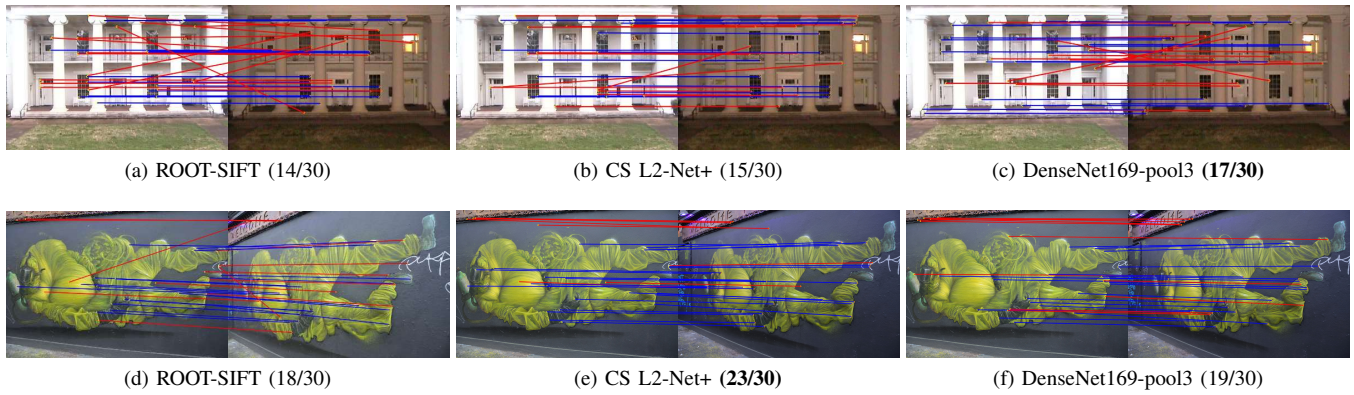 (a) ROOT-SIFT (14/30)
(b) CS L2-Net+ (15/30)
(c) DenseNet169-pool3 (17/30)
(d) ROOT-SIFT (18/30)
(e) CS L2-Net+ (23/30)
(f) DenseNet169-pool3 (19/30)